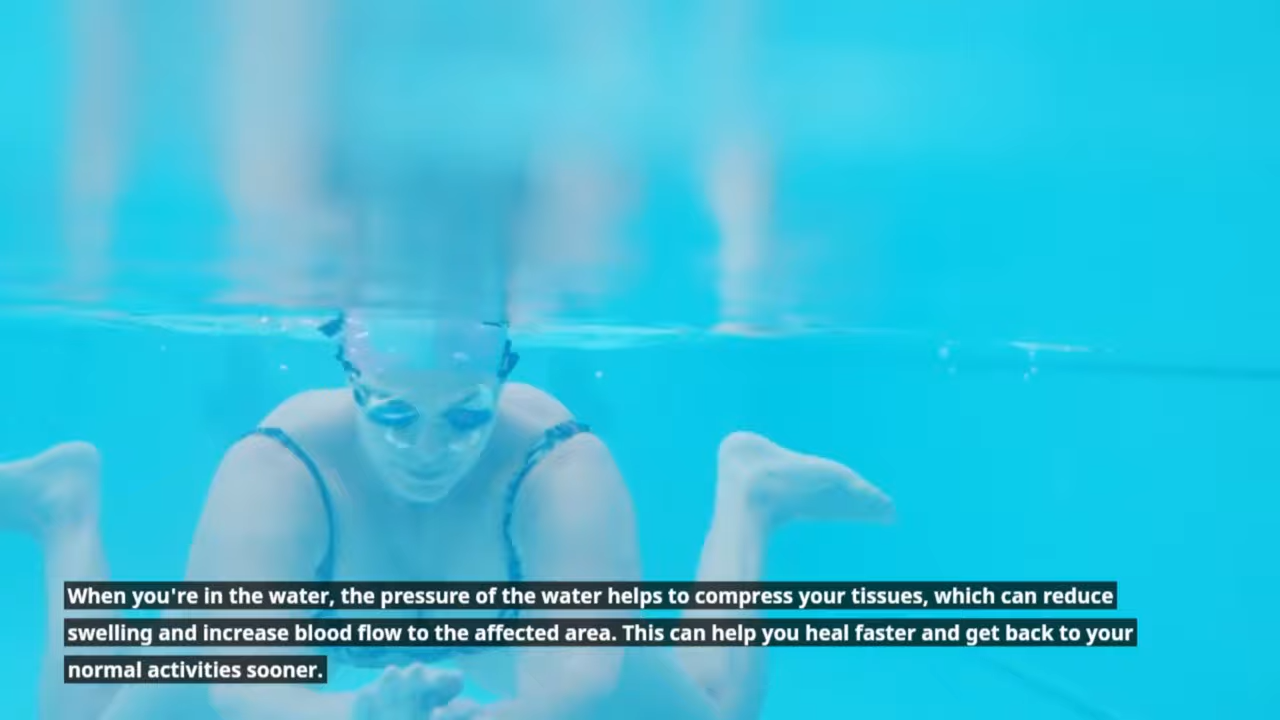 When you're in the water, the pressure of the water helps to compress your tissues, which can reduce
swelling and increase blood flow to the affected area. This can help you heal faster and get back to your
normal activities sooner.